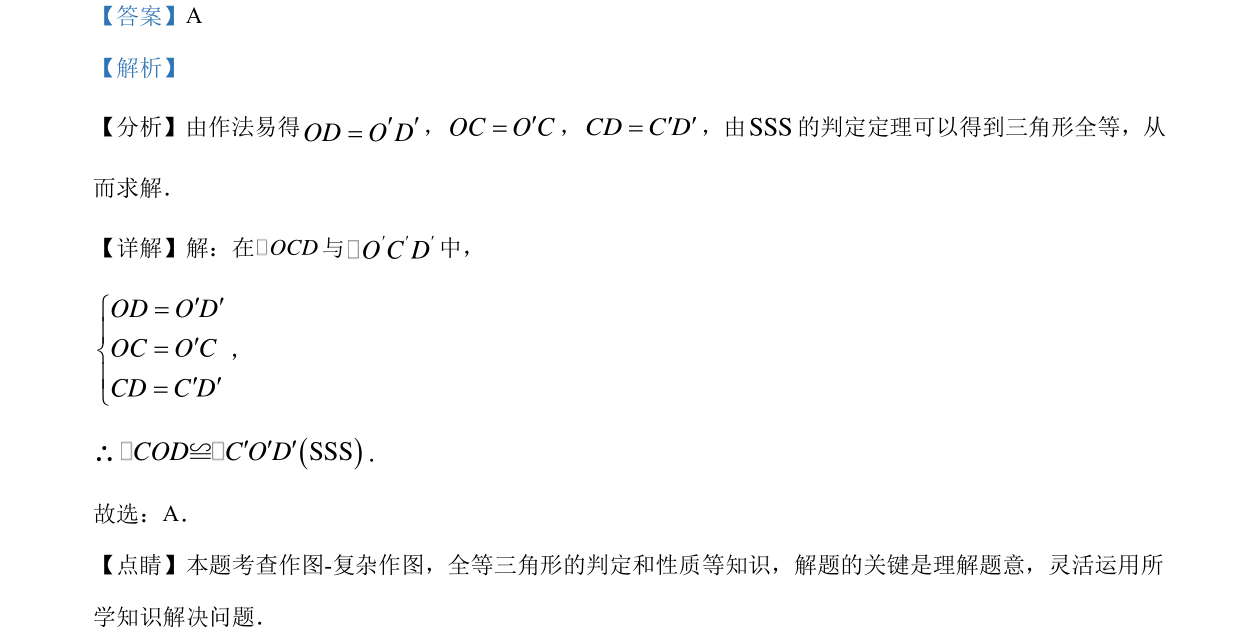 【答案】A
【解析】
【分析】由作法易得OD = O′D′，OC = O′C，CD = C′D′，由SSS的判定定理可以得到三角形全等，从
而求解．
【详解】解：在□OCD与□O′C′D′中，
OD = O′D′
OC = O′C ，
CD = C′D′
∴□COD≌□C′O′D′(SSS)．
故选：A．
【点睛】本题考查作图-复杂作图，全等三角形的判定和性质等知识，解题的关键是理解题意，灵活运用所
学知识解决问题．